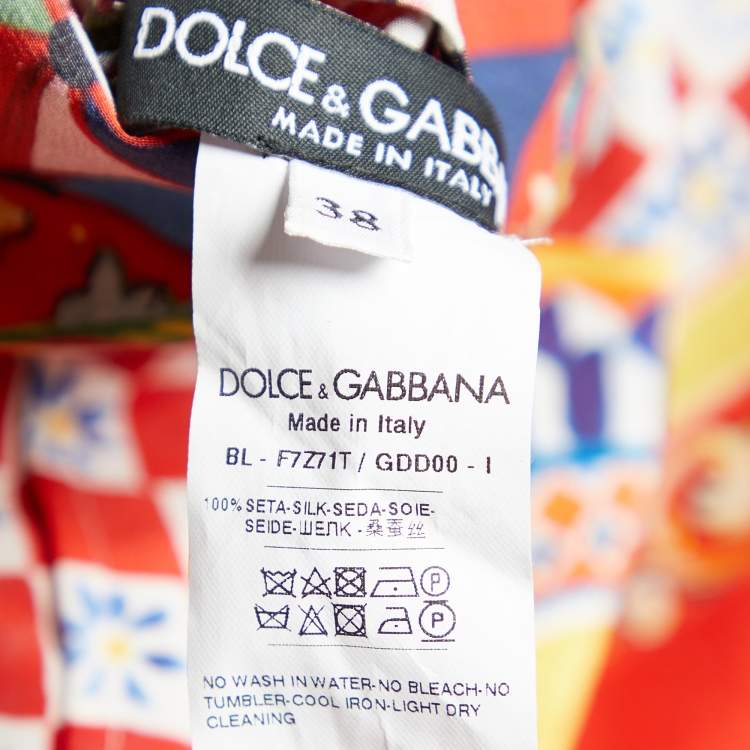 DOLCE & GABBANA
MADE IN ITALY
38
DOLCE & GABBANA
Made in Italy
BL - F7Z71T / GDD00 - I
100% SETA-SILK-SEDA-SOIE-
SEIDE-ШЕЛК - 桑蚕丝
P
P
NO WASH IN WATER-NO BLEACH-NO
TUMBLER-COOL IRON-LIGHT DRY
CLEANING